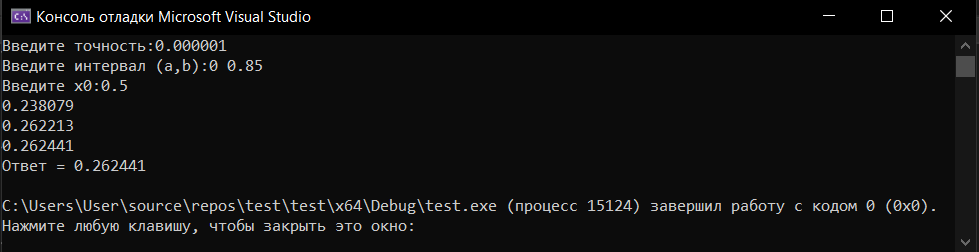 Консоль отладки Microsoft Visual Studio
Введите точность:0.000001
Введите интервал (a,b):0 0.85
Введите x0:0.5
0.238079
0.262213
0.262441
Ответ = 0.262441
C:\Users\User\source\repos\test\test\x64\Debug\test.exe (процесс 15124) завершил работу с кодом 0 (0x0).
Нажмите любую клавишу, чтобы закрыть это окно: